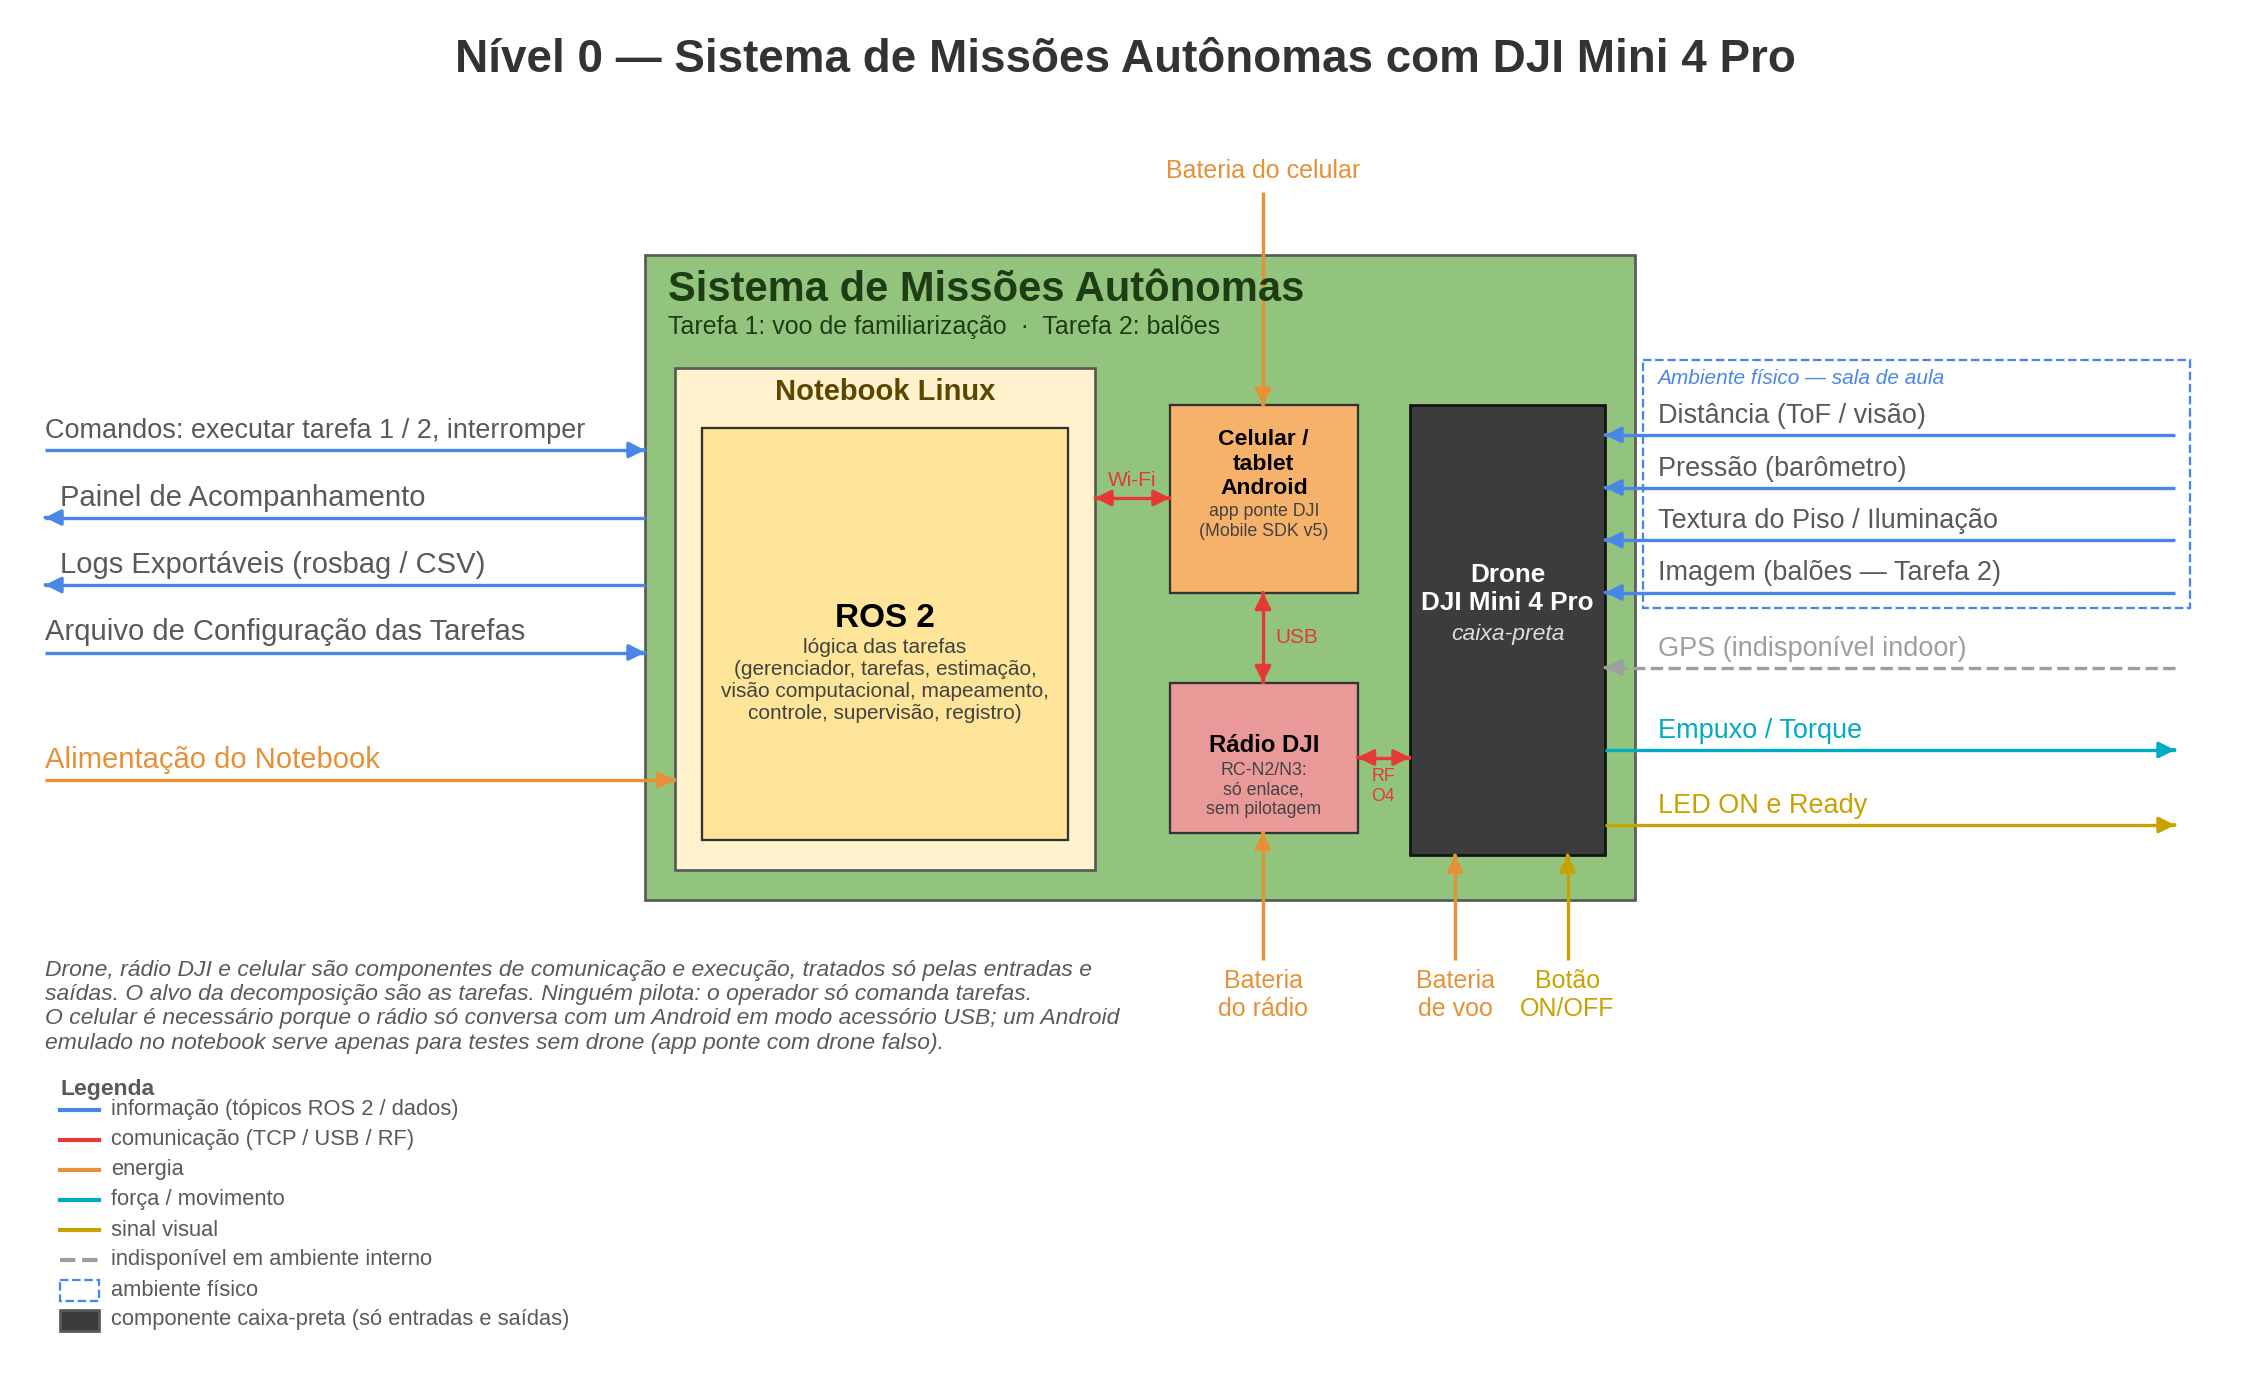 Nível 0 — Sistema de Missões Autônomas com DJI Mini 4 Pro
Bateria do celular
Sistema de Missões Autônomas
Tarefa 1: voo de familiarização · Tarefa 2: balões
Notebook Linux
ROS 2
lógica das tarefas
(gerenciador, tarefas, estimação,
visão computacional, mapeamento,
controle, supervisão, registro)
Comandos: executar tarefa 1 / 2, interromper
Painel de Acompanhamento
Logs Exportáveis (rosbag / CSV)
Arquivo de Configuração das Tarefas
Alimentação do Notebook
Wi-Fi
Celular /
tablet
Android
app ponte DJI
(Mobile SDK v5)
USB
Rádio DJI
RC-N2/N3:
só enlace,
sem pilotagem
RF
O4
Drone
DJI Mini 4 Pro
caixa-preta
Ambiente físico — sala de aula
Distância (ToF / visão)
Pressão (barômetro)
Textura do Piso / Iluminação
Imagem (balões — Tarefa 2)
GPS (indisponível indoor)
Empuxo / Torque
LED ON e Ready
Bateria
do rádio
Bateria
de voo
Botão
ON/OFF
Drone, rádio DJI e celular são componentes de comunicação e execução, tratados só pelas entradas e
saídas. O alvo da decomposição são as tarefas. Ninguém pilota: o operador só comanda tarefas.
O celular é necessário porque o rádio só conversa com um Android em modo acessório USB; um Android
emulado no notebook serve apenas para testes sem drone (app ponte com drone falso).
Legenda
informação (tópicos ROS 2 / dados)
comunicação (TCP / USB / RF)
energia
força / movimento
sinal visual
indisponível em ambiente interno
ambiente físico
componente caixa-preta (só entradas e saídas)